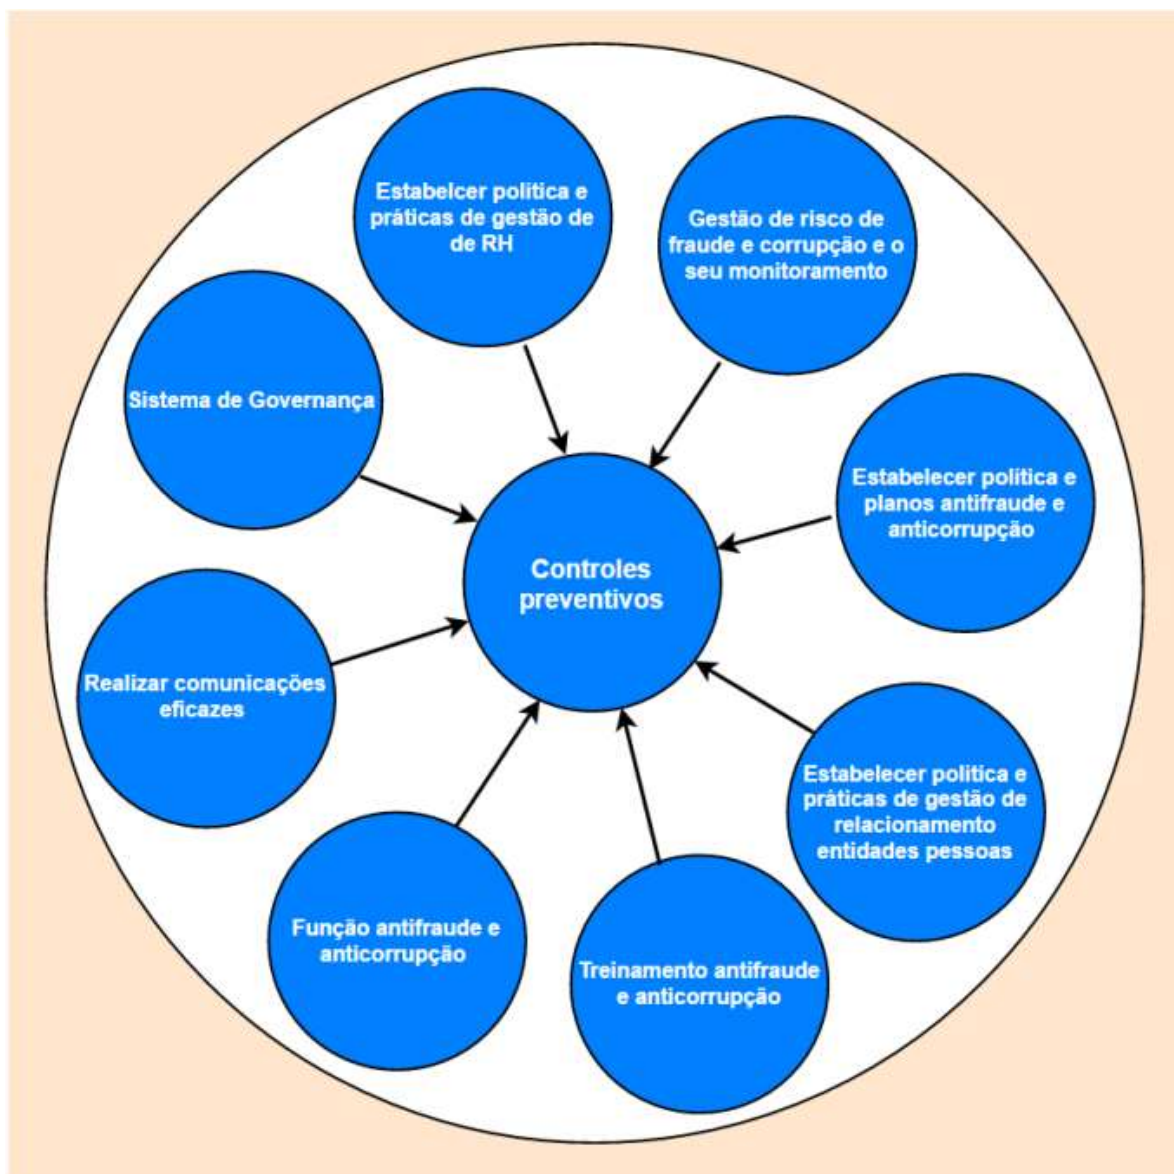 Estabelcer política e
práticas de gestão de
de RH
Gestão de risco de
fraude e corrupção e o
seu monitoramento
Sistema de Governança
Estabelecer política e
planos antifraude e
anticorrupção
Controles
preventivos
Realizar comunicações
eficazes
Estabelecer politica e
práticas de gestão de
relacionamento
entidades pessoas
Função antifraude e
anticorrupção
Treinamento antifraude
e anticorrupção